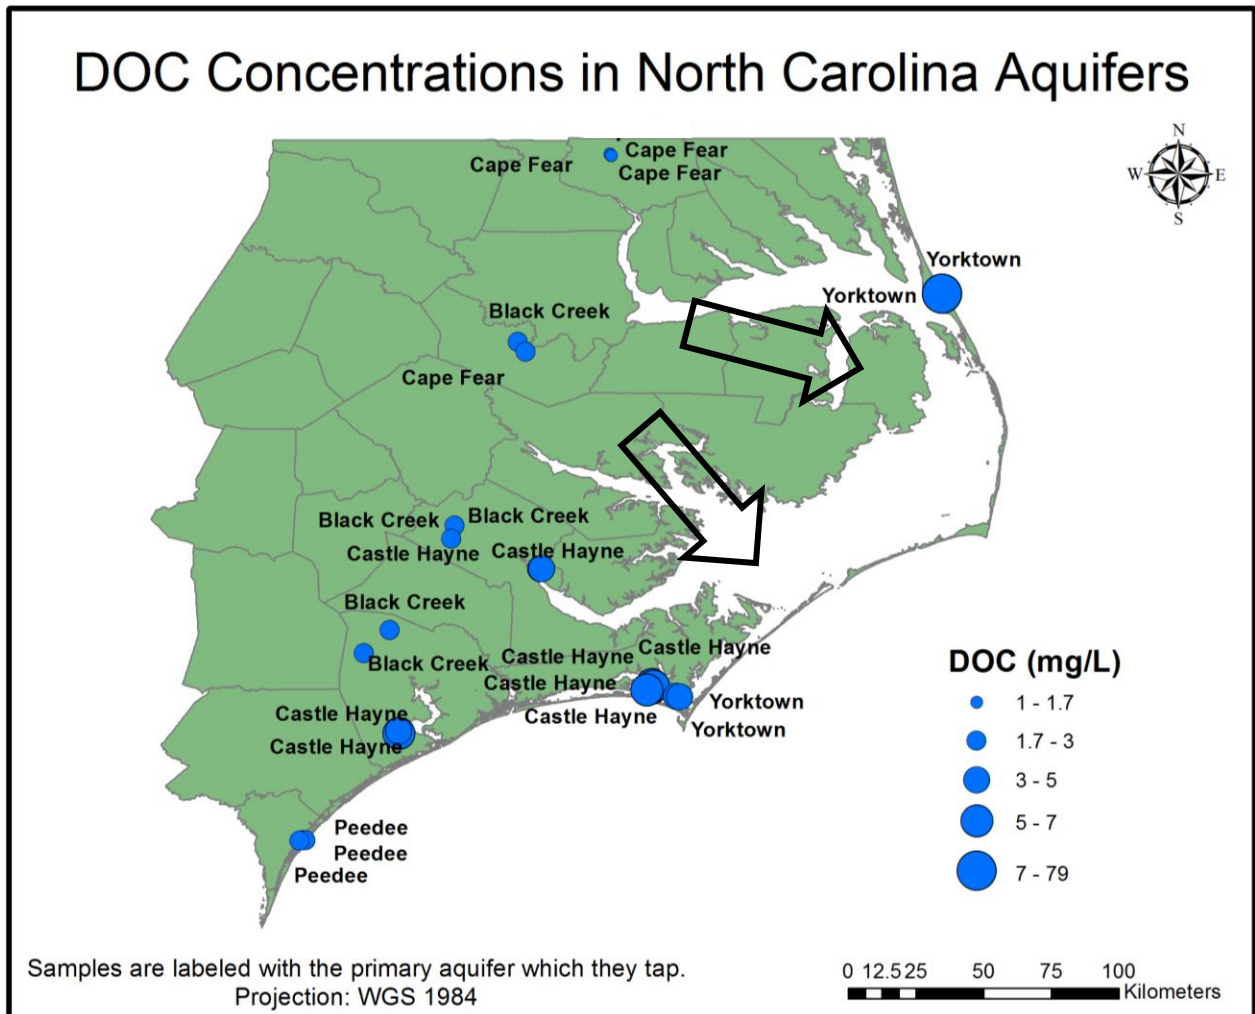 DOC Concentrations in North Carolina Aquifers
N
W E
S
Cape Fear
Cape Fear
Cape Fear
Yorktown
Yorktown
Black Creek
Cape Fear
Black Creek
Black Creek
Castle Hayne
Castle Hayne
Black Creek
Black Creek
Castle Hayne
Castle Hayne
Castle Hayne
Castle Hayne
Yorktown
Yorktown
Castle Hayne
Castle Hayne
Peedee
Peedee
Peedee
DOC (mg/L)
1 - 1.7
1.7 - 3
3 - 5
5 - 7
7 - 79
Samples are labeled with the primary aquifer which they tap.
Projection: WGS 1984
0 12.5 25 50 75 100
Kilometers